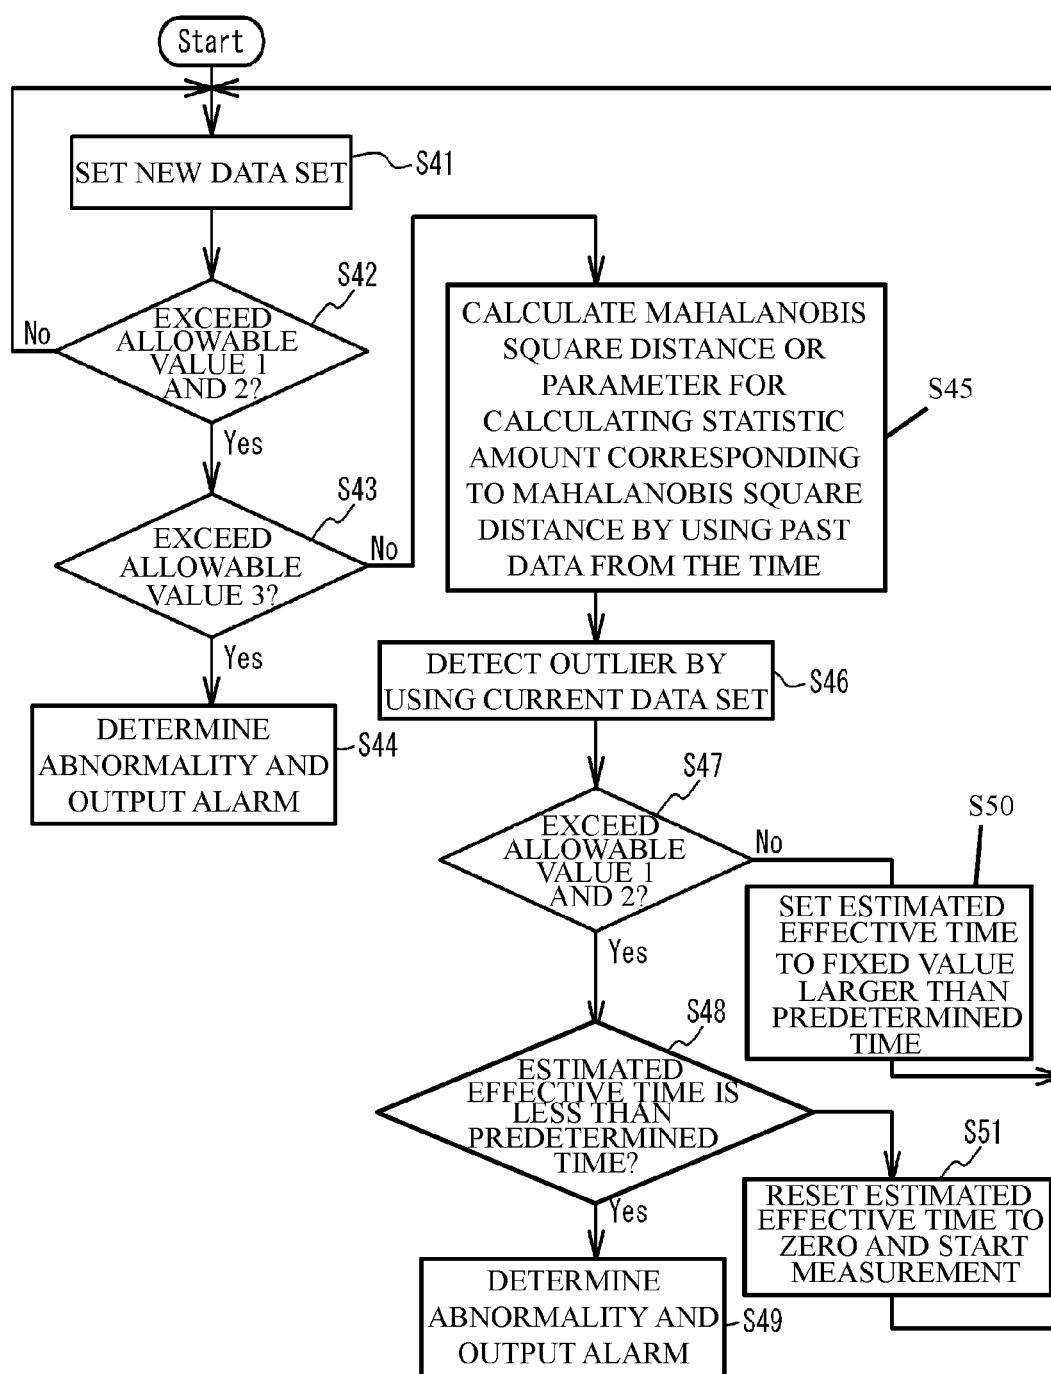 Start
SET NEW DATA SET
S41
S42
EXCEED
ALLOWABLE
VALUE 1
AND 2?
No
Yes
S43
EXCEED
ALLOWABLE
VALUE 3?
No
Yes
DETERMINE
ABNORMALITY AND
OUTPUT ALARM
S44
CALCULATE MAHALANOBIS
SQUARE DISTANCE OR
PARAMETER FOR
CALCULATING STATISTIC
AMOUNT CORRESPONDING
TO MAHALANOBIS SQUARE
DISTANCE BY USING PAST
DATA FROM THE TIME
S45
DETECT OUTLIER BY
USING CURRENT DATA SET
S46
S47
EXCEED
ALLOWABLE
VALUE 1
AND 2?
No
Yes
S50
SET ESTIMATED
EFFECTIVE TIME
TO FIXED VALUE
LARGER THAN
PREDETERMINED
TIME
S48
ESTIMATED
EFFECTIVE TIME IS
LESS THAN
PREDETERMINED
TIME?
Yes
S51
RESET ESTIMATED
EFFECTIVE TIME TO
ZERO AND START
MEASUREMENT
DETERMINE
ABNORMALITY AND
OUTPUT ALARM
S49